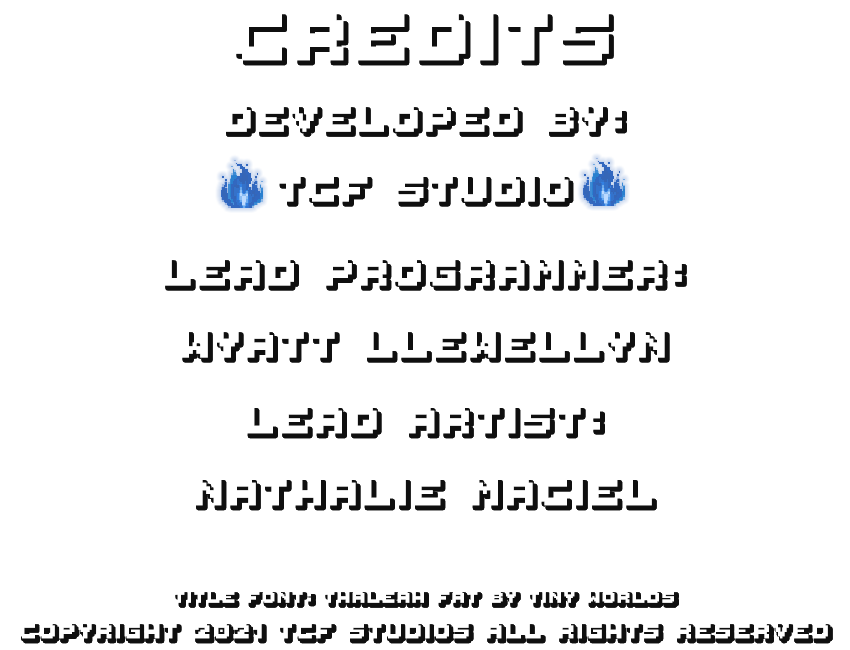 CREDITS
DEVELOPED BY:
TCF STUDIO
LEAD PROGRAMMER:
WYATT LLEWELLYN
LEAD ARTIST:
NATHALIE MACIEL
TITLE FONT: THALEAH FAT BY TINY WORLDS
COPYRIGHT 2021 TCF STUDIOS ALL RIGHTS RESERVED